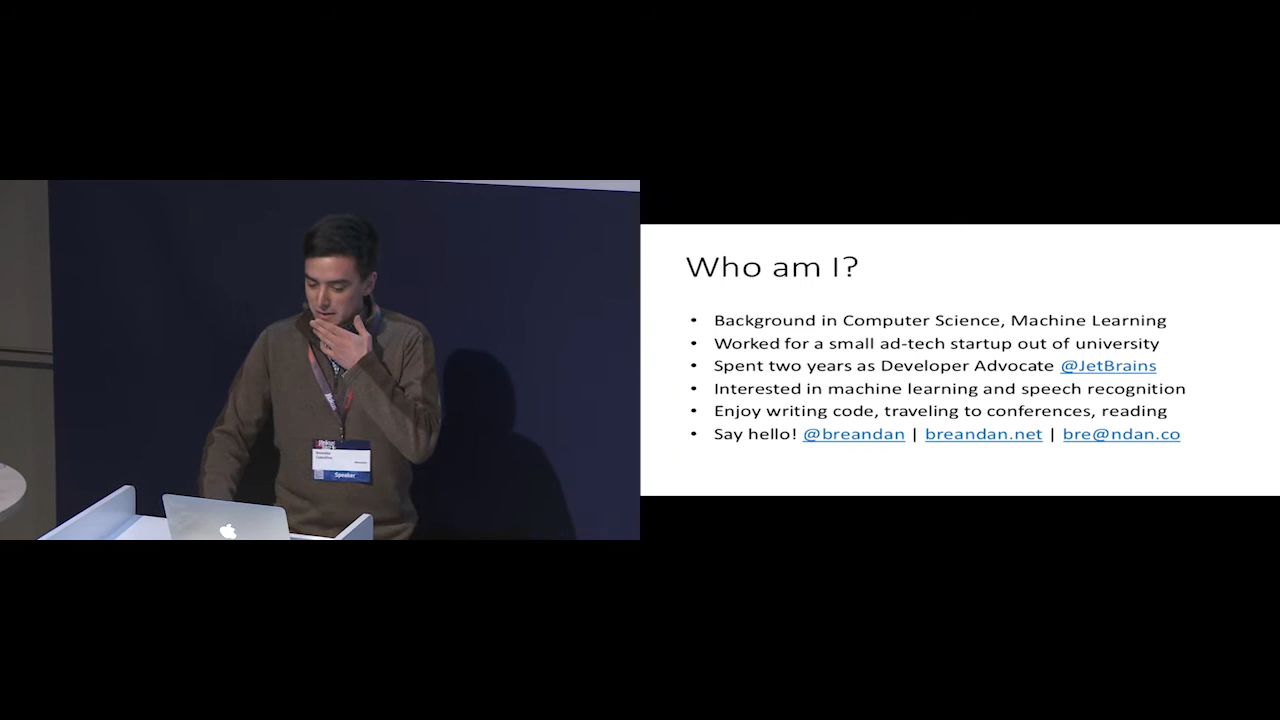 Who am I?
• Background in Computer Science, Machine Learning
• Worked for a small ad-tech startup out of university
• Spent two years as Developer Advocate @JetBrains
• Interested in machine learning and speech recognition
• Enjoy writing code, traveling to conferences, reading
• Say hello! @breandan | breandan.net | bre@ndan.co
Speaker